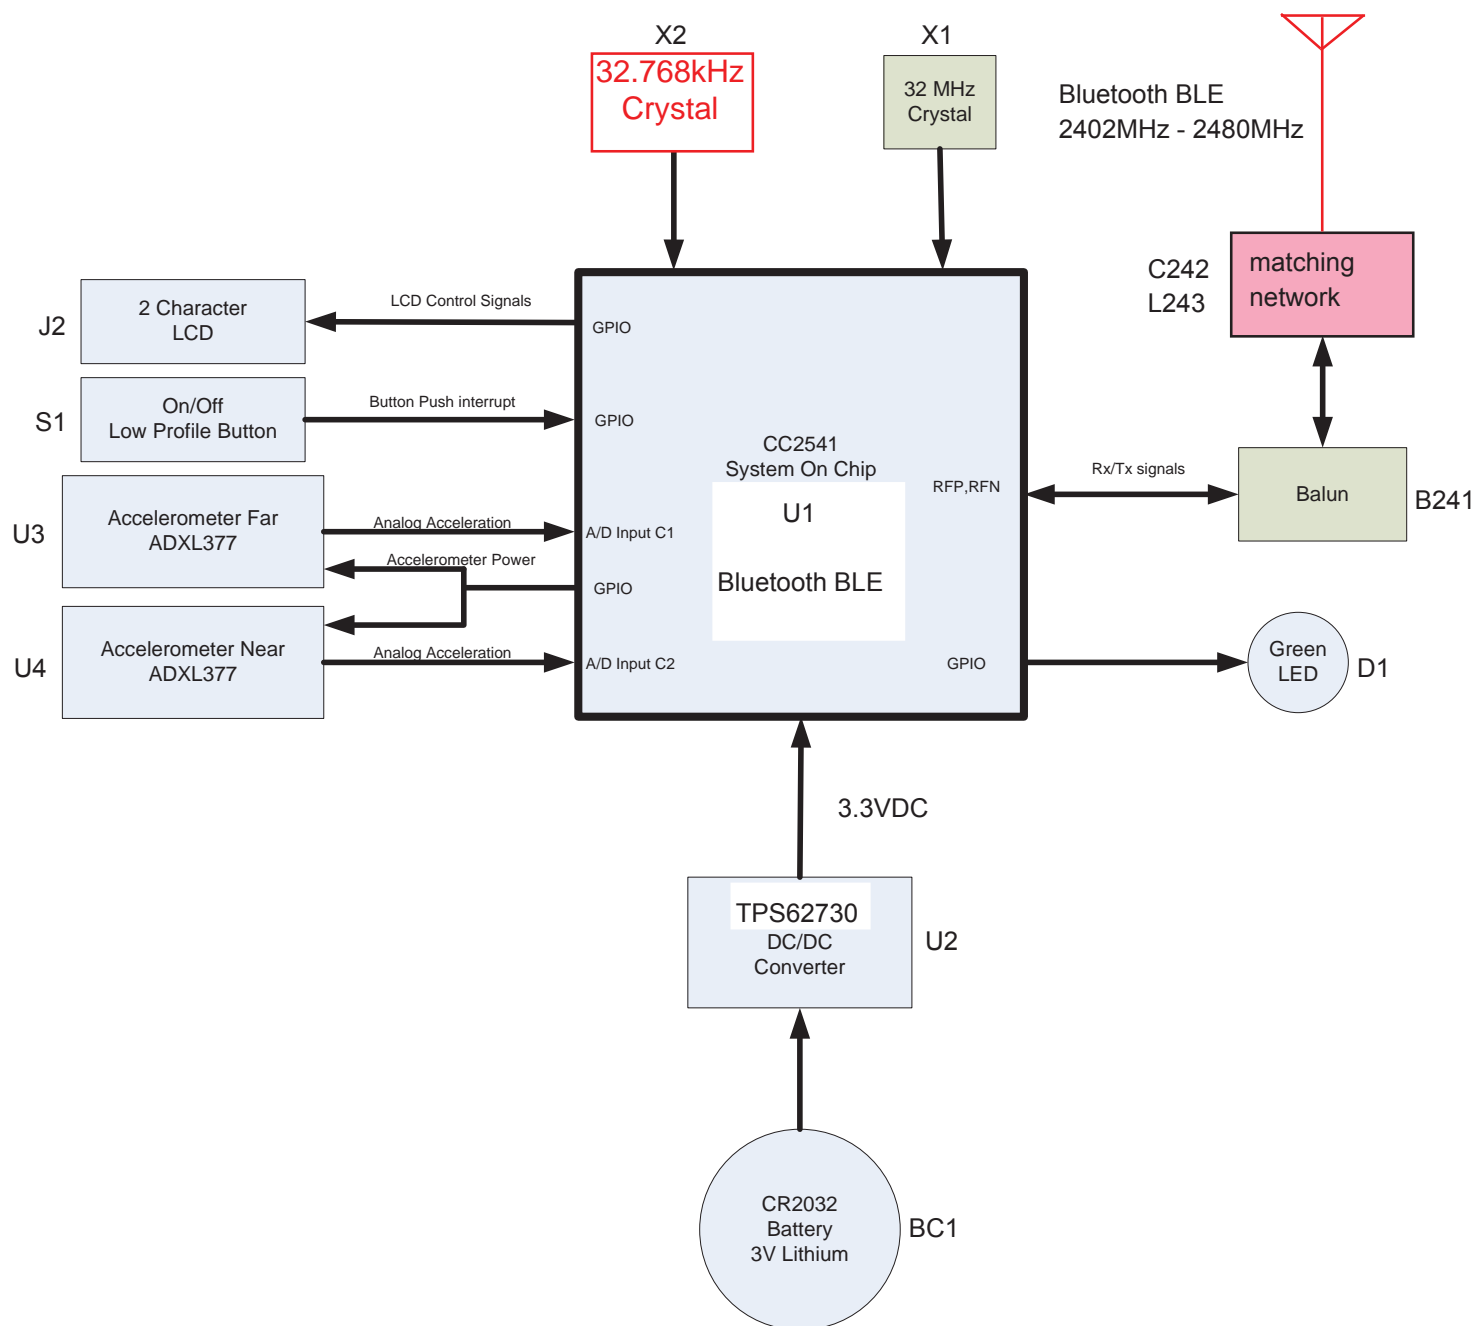 X2
32.768kHz
Crystal
X1
32 MHz
Crystal
Bluetooth BLE
2402MHz - 2480MHz
C242
L243
matching
network
J2
2 Character
LCD
LCD Control Signals
GPIO
S1
On/Off
Low Profile Button
Button Push interrupt
GPIO
CC2541
System On Chip
U1
Bluetooth BLE
RFP,RFN
Rx/Tx signals
Balun
B241
U3
Accelerometer Far
ADXL377
Analog Acceleration
A/D Input C1
Accelerometer Power
GPIO
U4
Accelerometer Near
ADXL377
Analog Acceleration
A/D Input C2
GPIO
Green
LED
D1
3.3VDC
TPS62730
DC/DC
Converter
U2
CR2032
Battery
3V Lithium
BC1